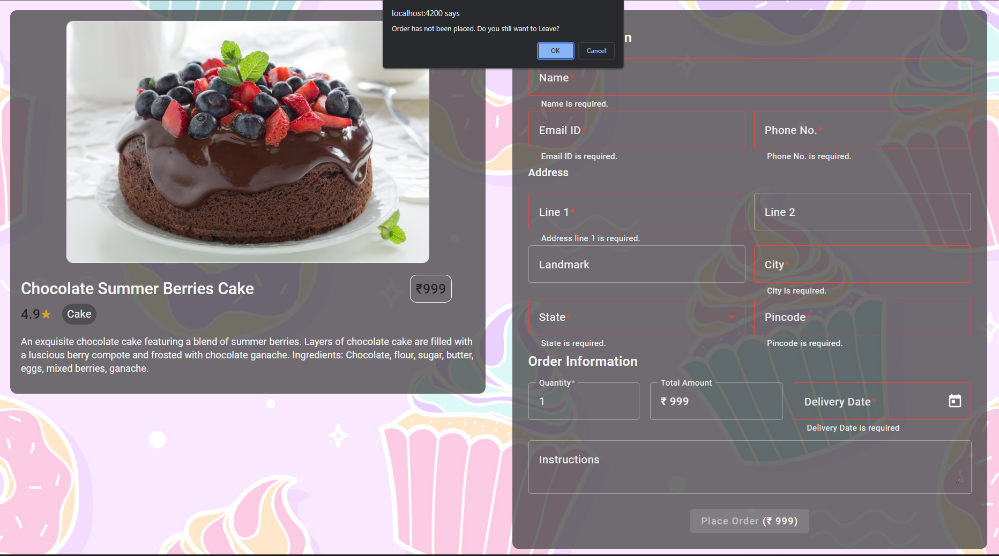 localhost:4200 says
Order has not been placed. Do you still want to Leave?
OK
Cancel
Chocolate Summer Berries Cake
₹999
4.9★
Cake
An exquisite chocolate cake featuring a blend of summer berries. Layers of chocolate cake are filled with
a luscious berry compote and frosted with chocolate ganache. Ingredients: Chocolate, flour, sugar, butter,
eggs, mixed berries, ganache.
Name*
Name is required.
Email ID*
Phone No.*
Email ID is required.
Phone No. is required.
Address
Line 1*
Line 2
Address line 1 is required.
Landmark
City*
City is required.
State*
Pincode*
State is required.
Pincode is required.
Order Information
Quantity*
1
Total Amount
₹ 999
Delivery Date*
Delivery Date is required
Instructions
Place Order (₹ 999)